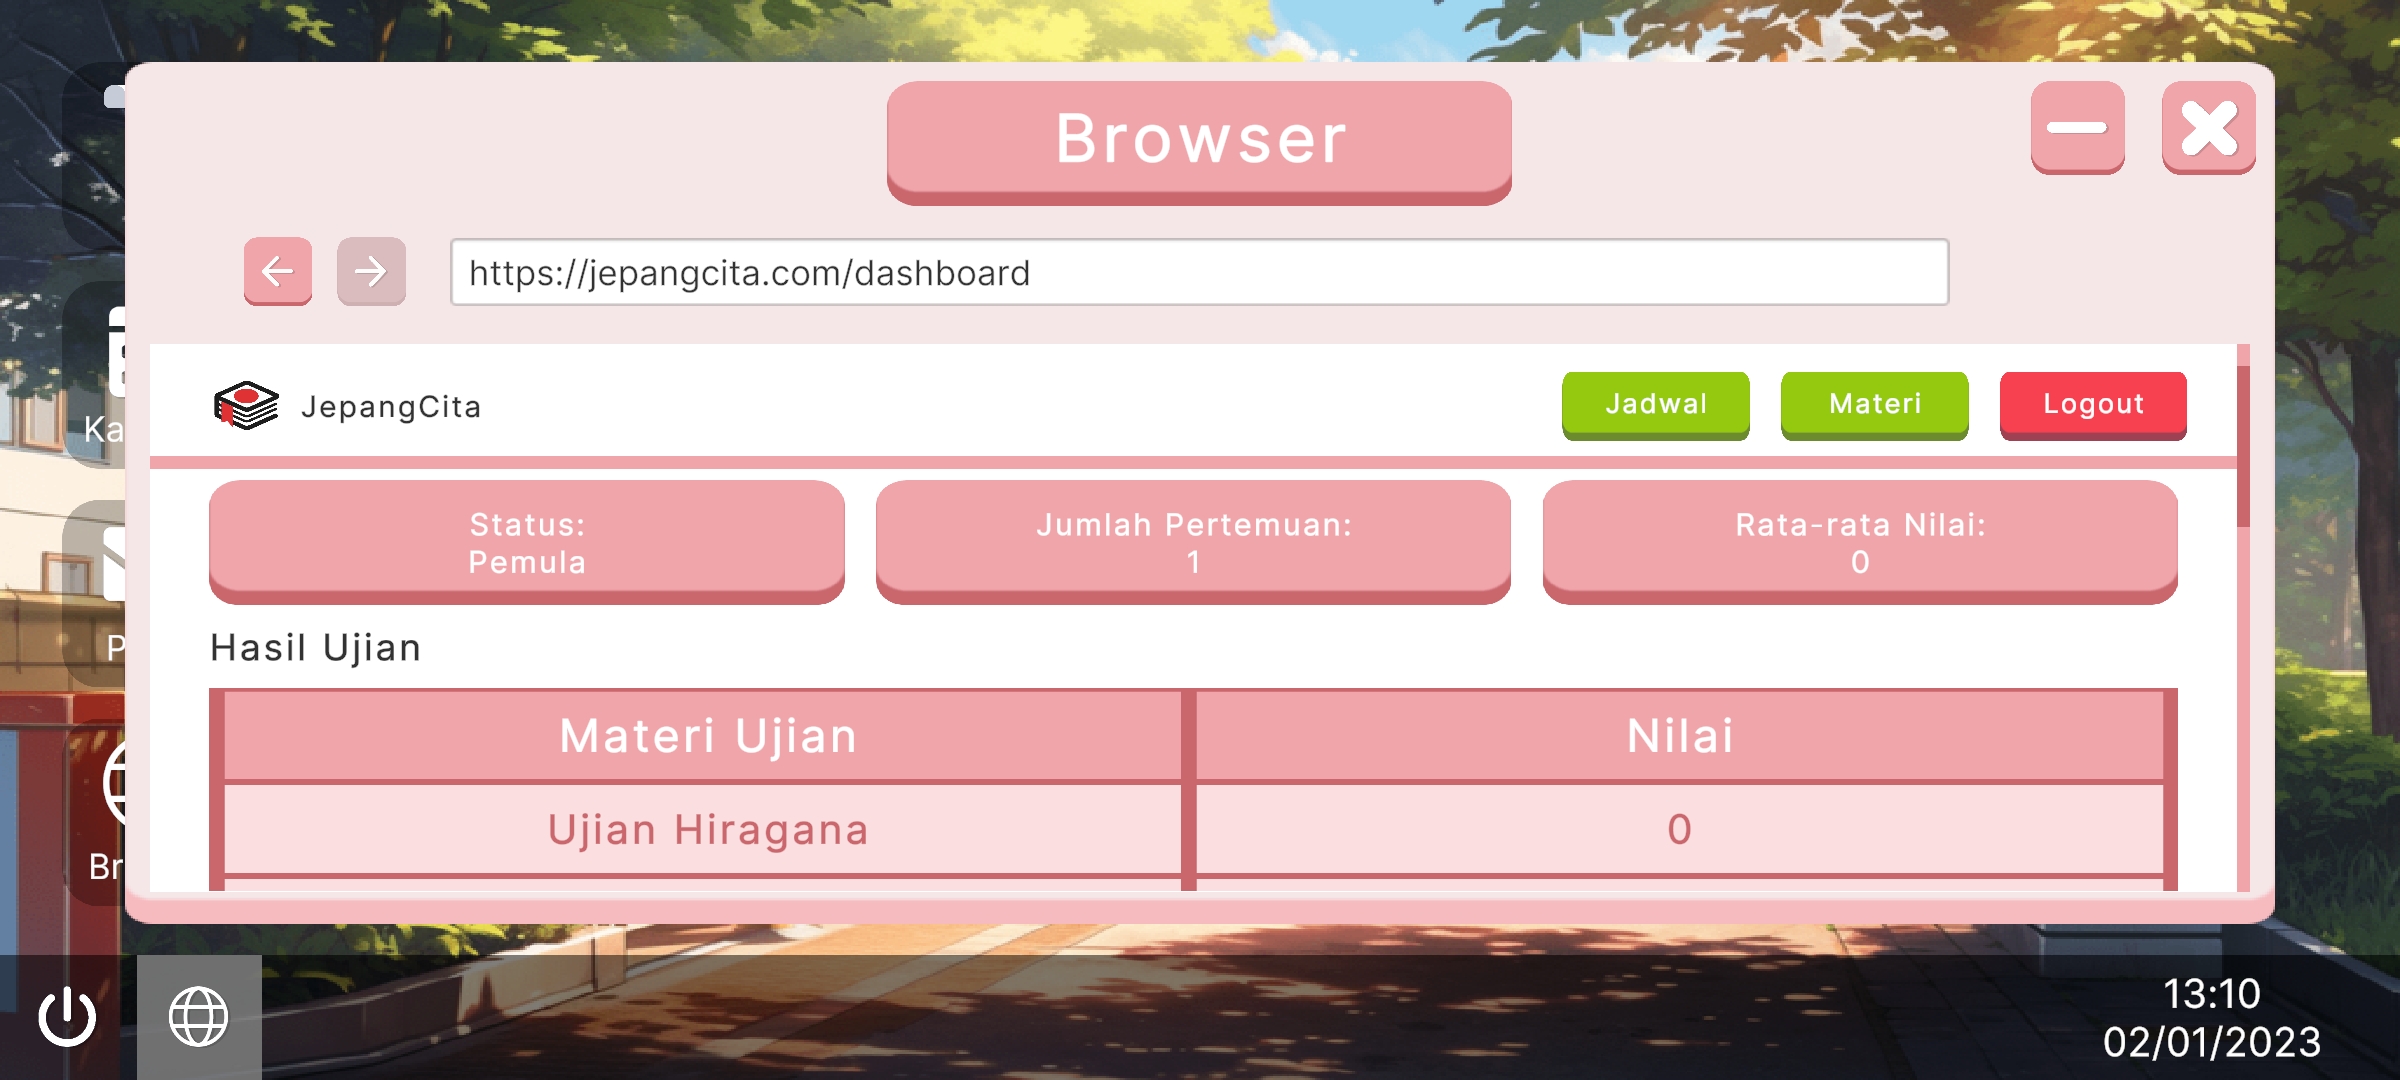 Browser
https://jepangcita.com/dashboard
JepangCita
Jadwal
Materi
Logout
Status:
Pemula
Jumlah Pertemuan:
1
Rata-rata Nilai:
0
Hasil Ujian
Materi Ujian
Nilai
Ujian Hiragana
0
Ka
P
Br
13:10
02/01/2023